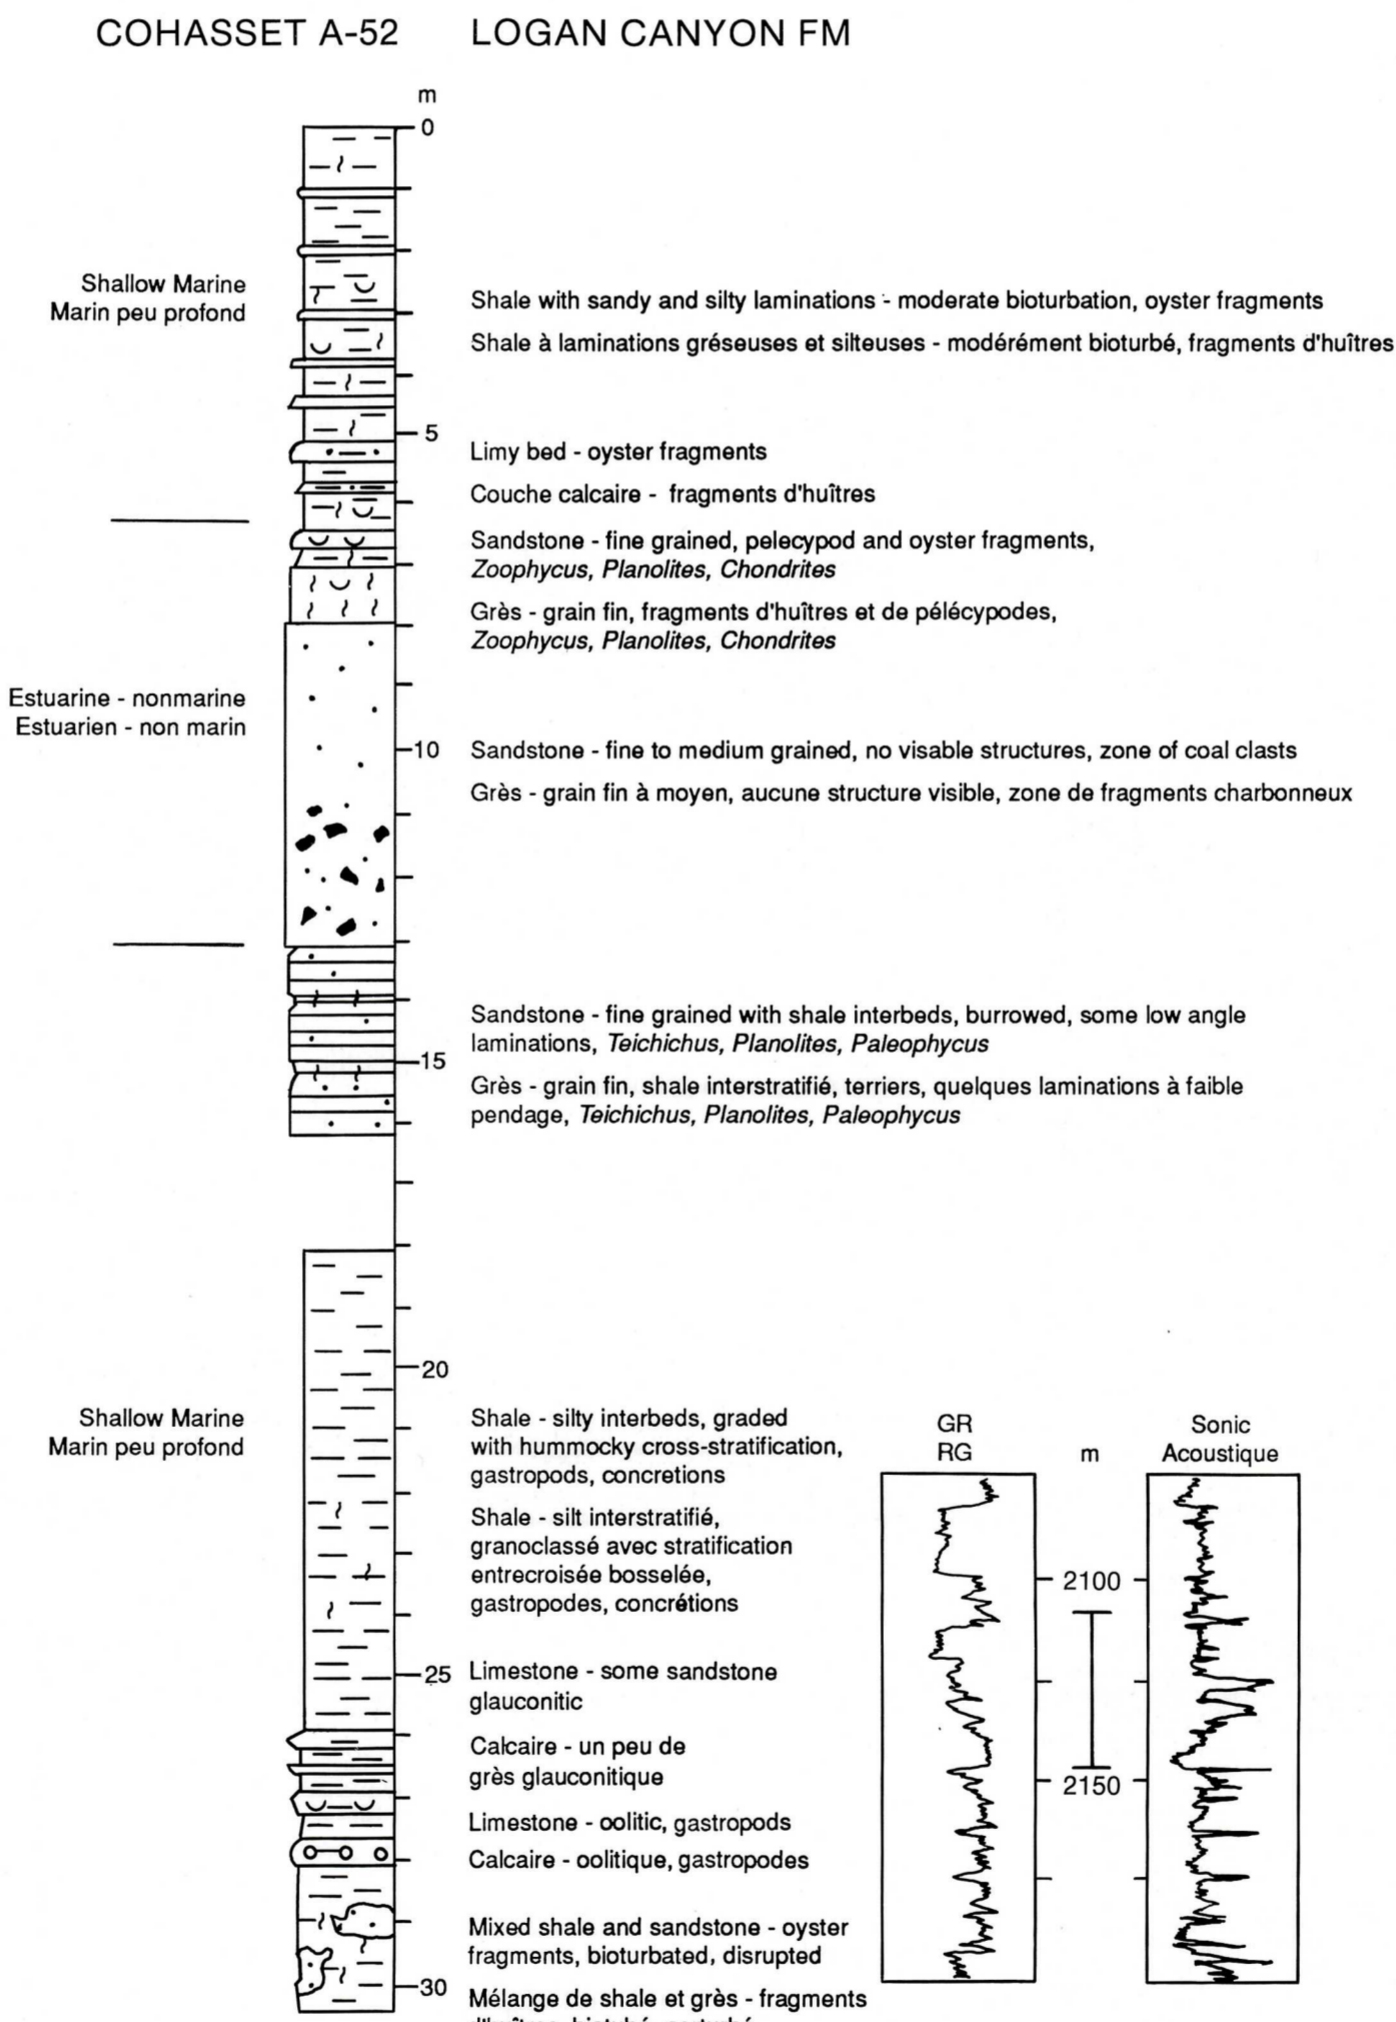 COHASSET A-52 LOGAN CANYON FM
m
0
Shallow Marine
Marin peu profond
Shale with sandy and silty laminations - moderate bioturbation, oyster fragments
Shale à laminations gréseuses et silteuses - modérément bioturbé, fragments d'huîtres
5
Limy bed - oyster fragments
Couche calcaire - fragments d'huîtres
Sandstone - fine grained, pelecypod and oyster fragments,
Zoophycus, Planolites, Chondrites
Grès - grain fin, fragments d'huîtres et de pélécypodes,
Zoophycus, Planolites, Chondrites
Estuarine - nonmarine
Estuarien - non marin
10
Sandstone - fine to medium grained, no visable structures, zone of coal clasts
Grès - grain fin à moyen, aucune structure visible, zone de fragments charbonneux
Sandstone - fine grained with shale interbeds, burrowed, some low angle
laminations, Teichichus, Planolites, Paleophycus
15
Grès - grain fin, shale interstratifié, terriers, quelques laminations à faible
pendage, Teichichus, Planolites, Paleophycus
20
Shallow Marine
Marin peu profond
Shale - silty interbeds, graded
with hummocky cross-stratification,
gastropods, concretions
Shale - silt interstratifié,
granoclassé avec stratification
entrecroisée bosselée,
gastropodes, concrétions
25
Limestone - some sandstone
glauconitic
Calcaire - un peu de
grès glauconitique
Limestone - oolitic, gastropods
Calcaire - oolitique, gastropodes
Mixed shale and sandstone - oyster
fragments, bioturbated, disrupted
30
Mélange de shale et grès - fragments
GR
RG
m
Sonic
Acoustique
2100
2150